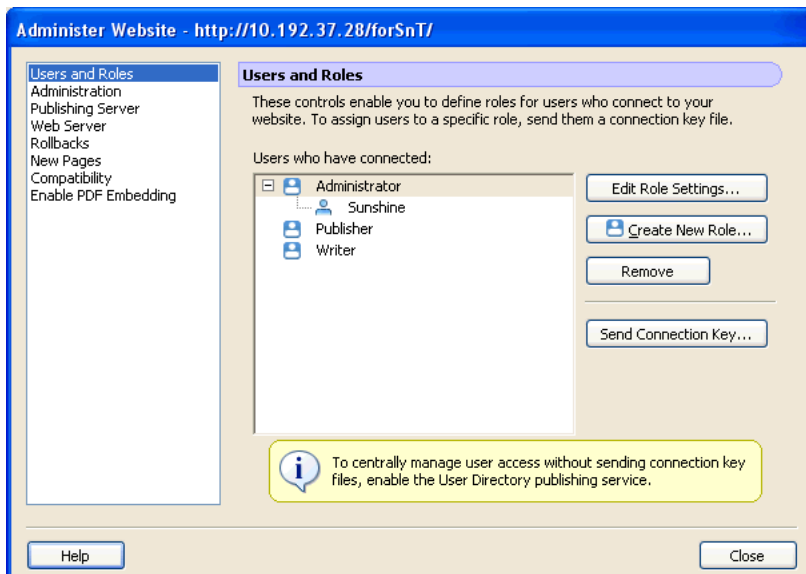 Administer Website - http://10.192.37.28/forSnT/
Users and Roles
Administration
Publishing Server
Web Server
Rollbacks
New Pages
Compatibility
Enable PDF Embedding
Users and Roles
These controls enable you to define roles for users who connect to your
website. To assign users to a specific role, send them a connection key file.
Users who have connected:
Administrator
Sunshine
Publisher
Writer
Edit Role Settings...
Create New Role...
Remove
Send Connection Key...
To centrally manage user access without sending connection key
files, enable the User Directory publishing service.
Help
Close